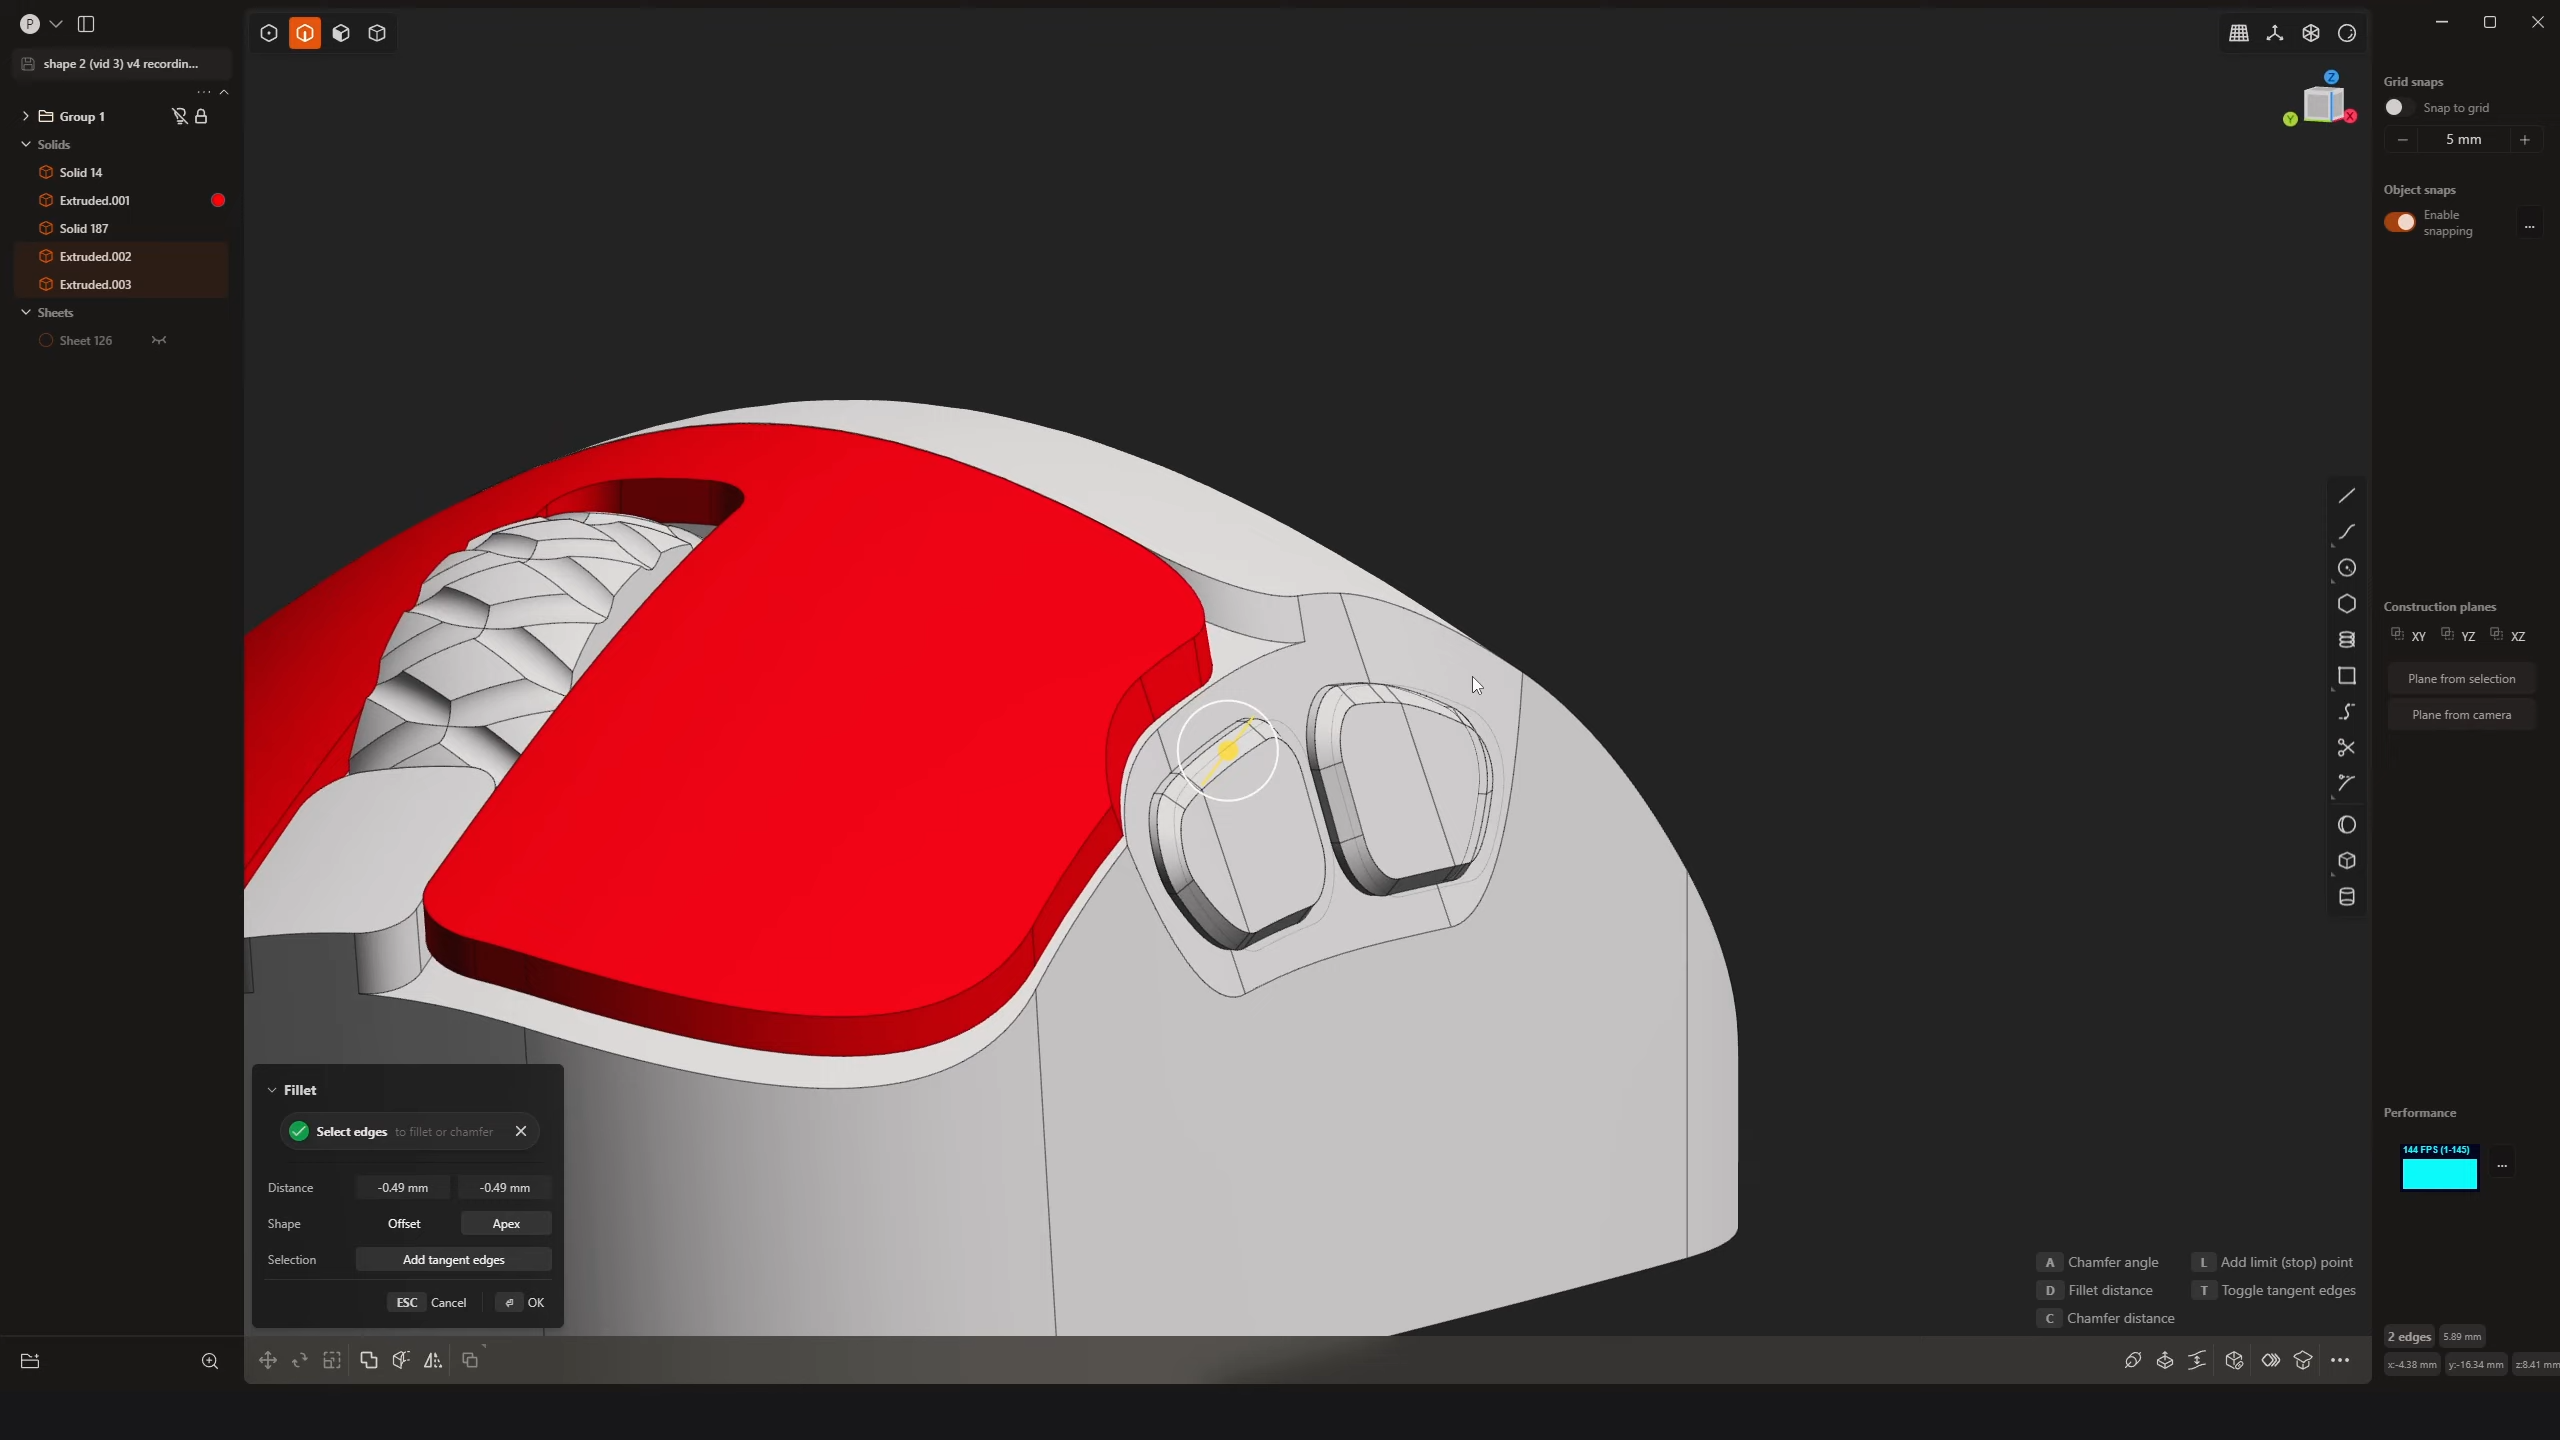 P
shape 2 (vid 3) v4 recordin...
Group 1
Solids
Solid 14
Extruded.001
Solid 187
Extruded.002
Extruded.003
Sheets
Sheet 126
Z
Y
X
Grid snaps
Snap to grid
5 mm
Object snaps
Enable
snapping
Construction planes
XY YZ XZ
Plane from selection
Plane from camera
Performance
144 FPS (1-145)
Fillet
Select edges to fillet or chamfer
Distance -0.49 mm -0.49 mm
Shape Offset Apex
Selection Add tangent edges
ESC Cancel OK
A Chamfer angle L Add limit (stop) point
D Fillet distance T Toggle tangent edges
C Chamfer distance
2 edges 5.89 mm
x:-4.38 mm y:-16.34 mm z:8.41 mm